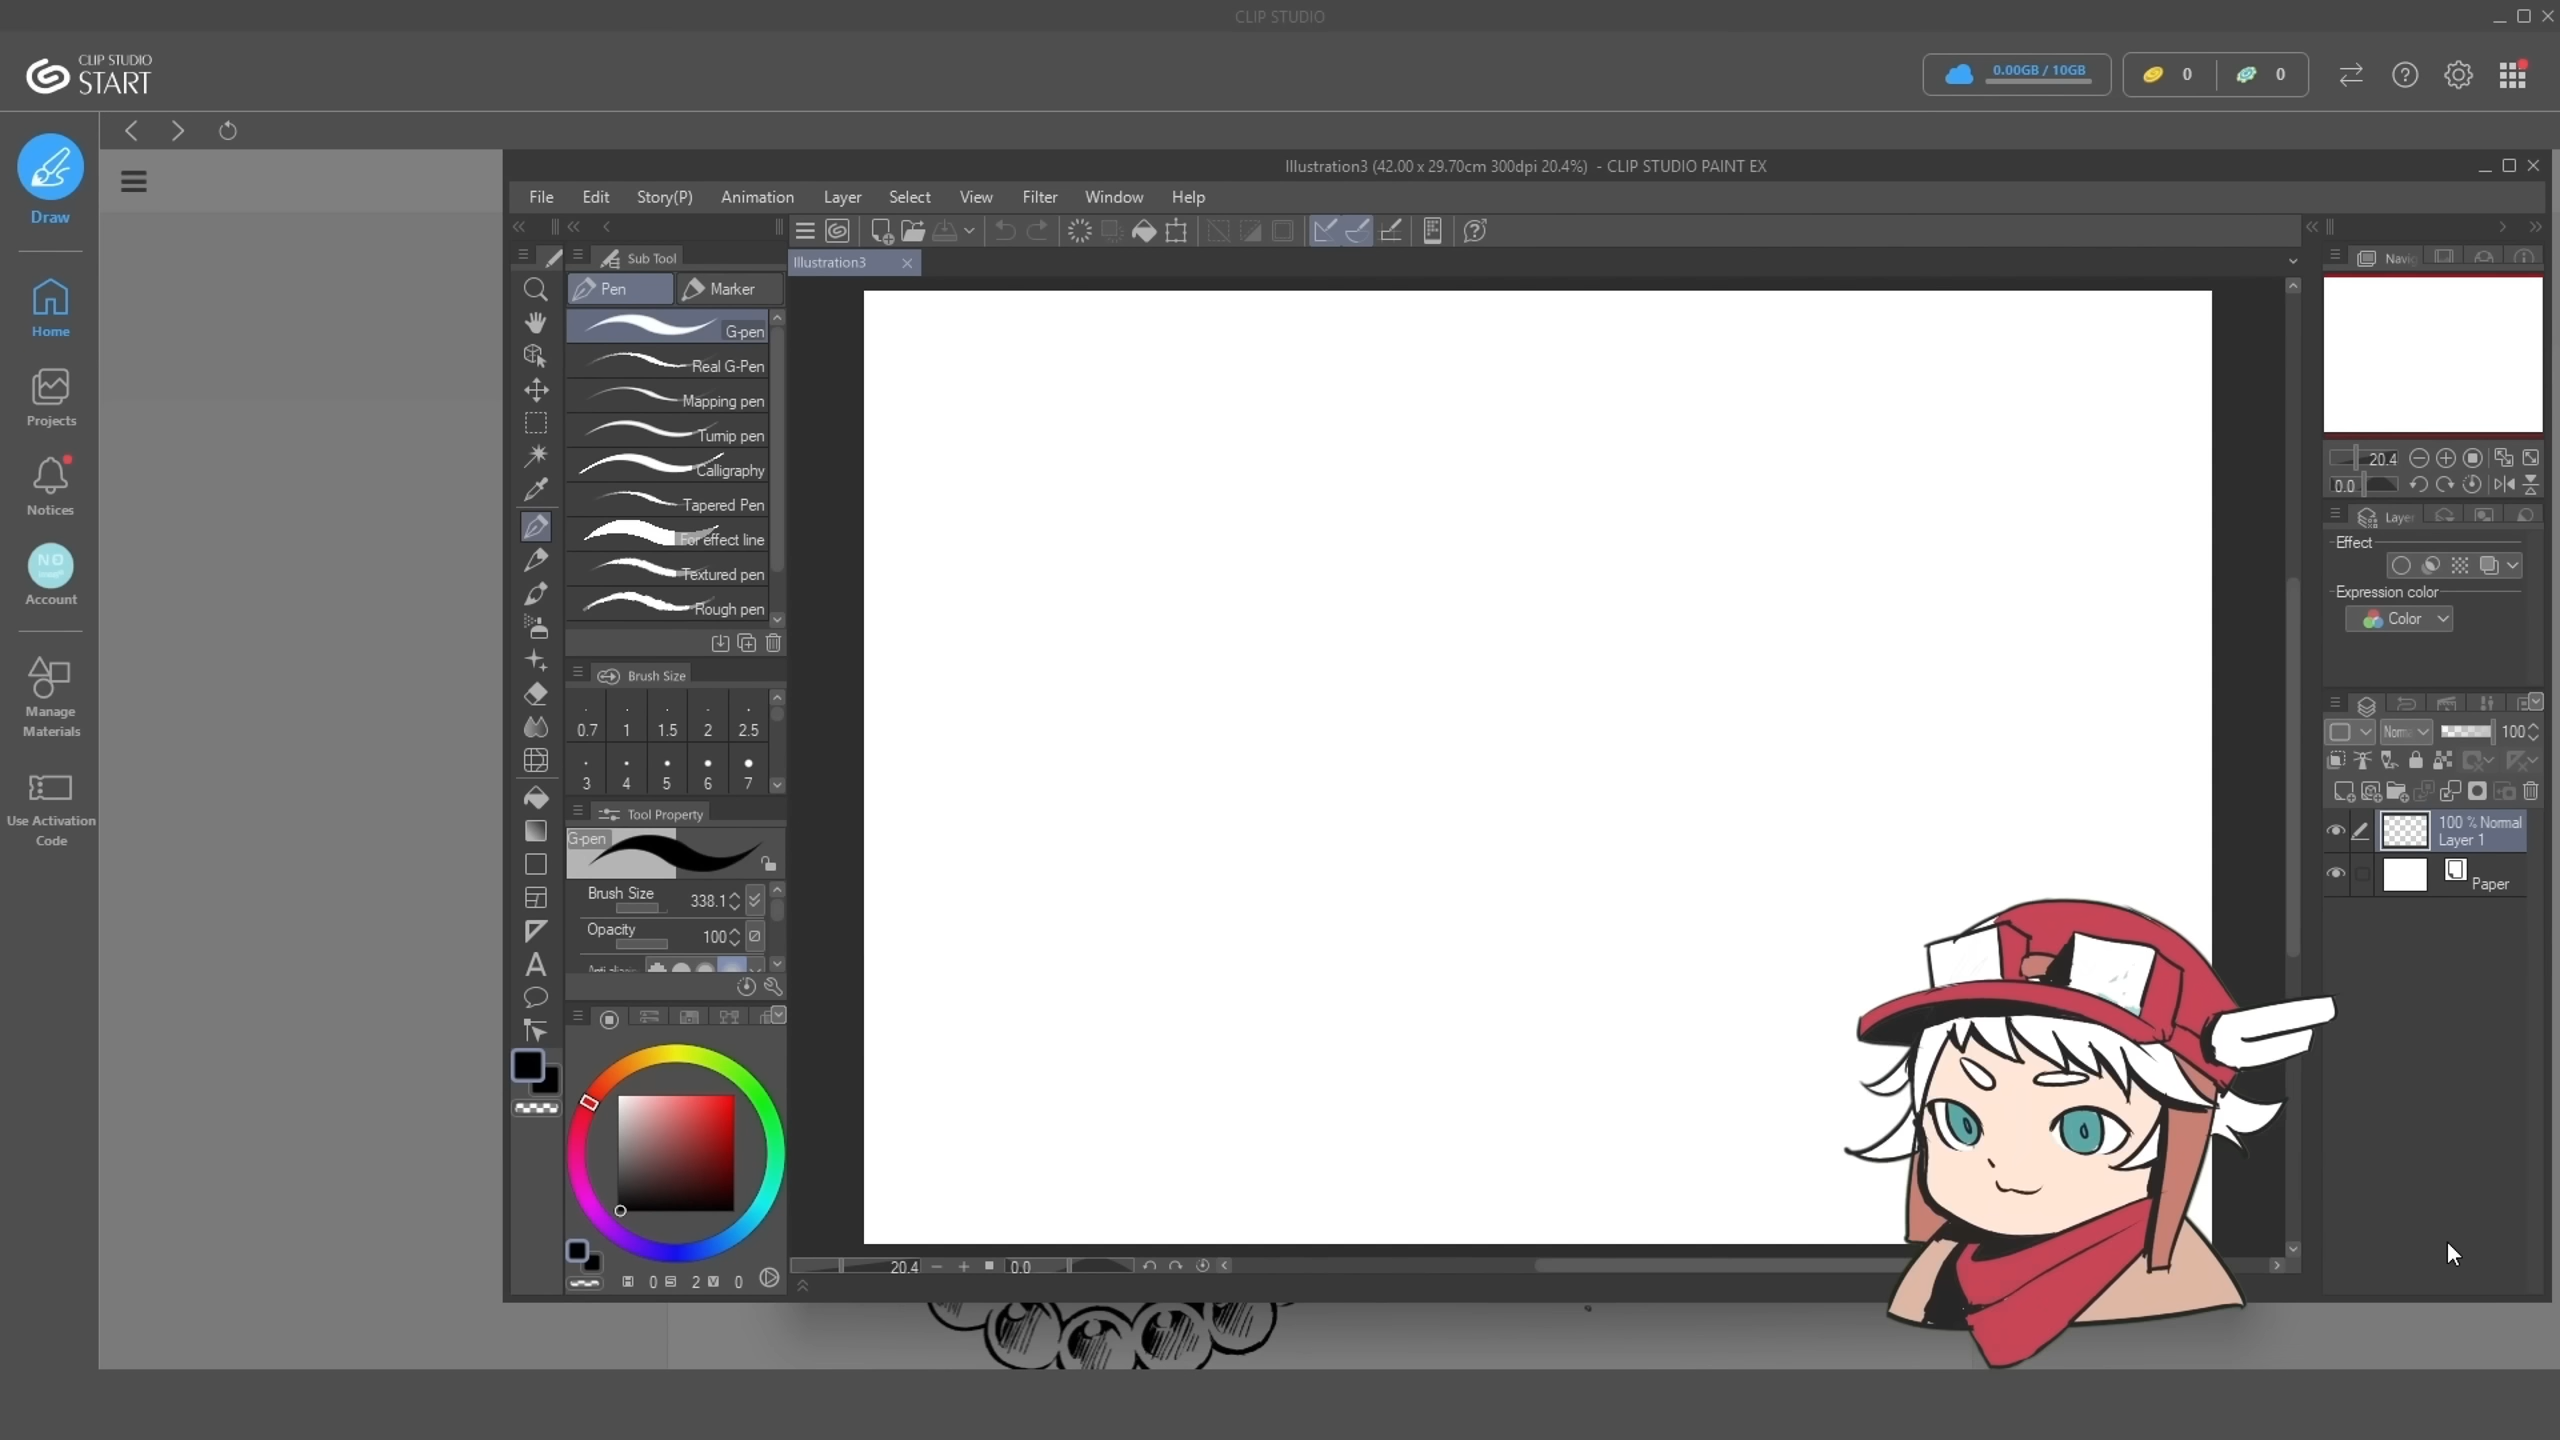 CLIP STUDIO
CLIP STUDIO
START
0.00GB / 10GB
0
0
Draw
Home
Projects
Notices
NO
Account
Manage
Materials
Use Activation
Code
Illustration3 (42.00 x 29.70cm 300dpi 20.4%) - CLIP STUDIO PAINT EX
File Edit Story(P) Animation Layer Select View Filter Window Help
Sub Tool
Illustration3
Pen
Marker
G-pen
Real G-Pen
Mapping pen
Turnip pen
Calligraphy
Tapered Pen
For effect line
Textured pen
Rough pen
Brush Size
0.7 1 1.5 2 2.5
3 4 5 6 7
Tool Property
G-pen
Brush Size 338.1
Opacity 100
H 0 S 2 V 0
20.4 0.0
Navig
20.4
0.0
Layer
Effect
Expression color
Color
Norm 100
100 % Normal
Layer 1
Paper